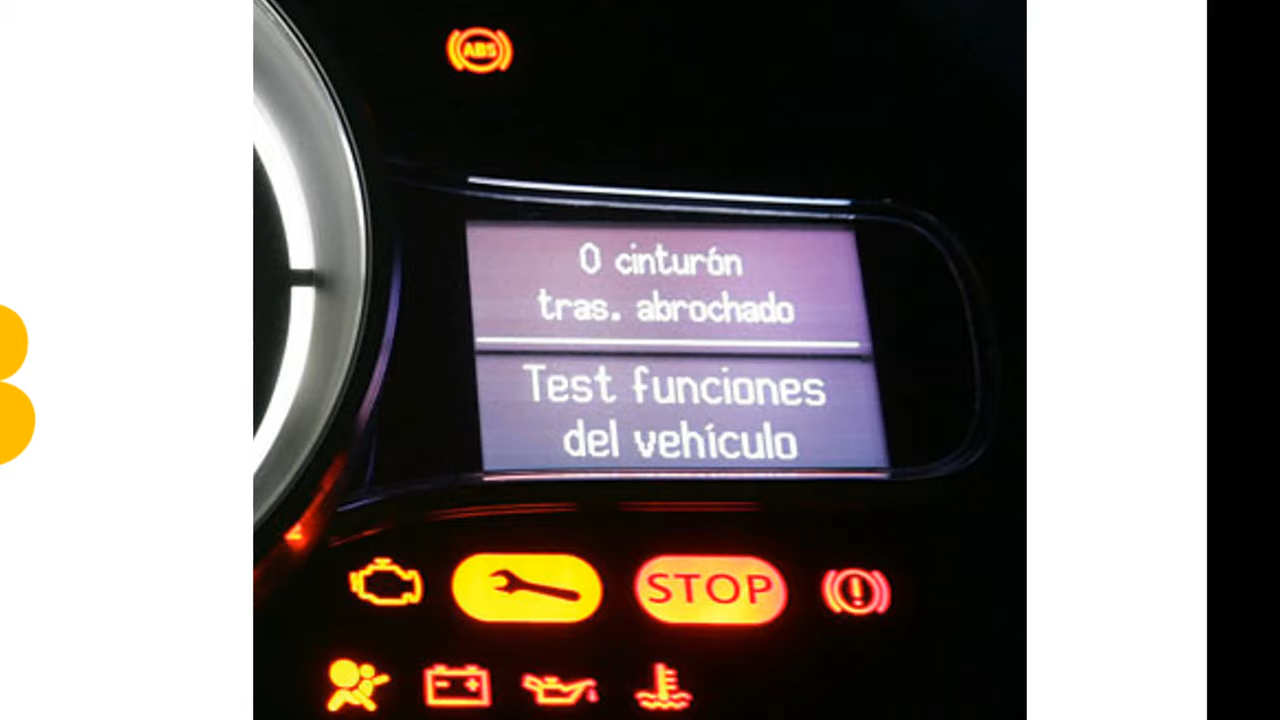 ABS
0 cinturón
tras. abrochado
Test funciones
del vehículo
STOP